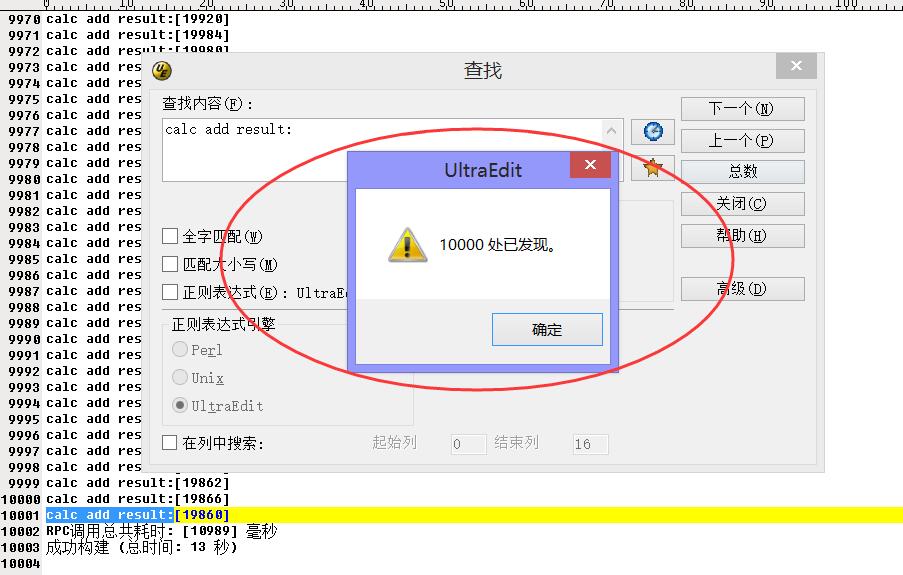 0 10 20 30 40 50 60 70 80 90 100
9970 calc add result:[19920]
9971 calc add result:[19984]
9972 calc add result:[19980]
9973 calc add res
9974 calc add res
9975 calc add res
9976 calc add res
9977 calc add res
9978 calc add res
9979 calc add res
9980 calc add res
9981 calc add res
9982 calc add res
9983 calc add res
9984 calc add res
9985 calc add res
9986 calc add res
9987 calc add res
9988 calc add res
9989 calc add res
9990 calc add res
9991 calc add res
9992 calc add res
9993 calc add res
9994 calc add res
9995 calc add res
9996 calc add res
9997 calc add res
9998 calc add res
9999 calc add result:[19862]
10000 calc add result:[19866]
10001 calc add result:[19860]
10002 RPC调用总共耗时: [10989] 毫秒
10003 成功构建 (总时间: 13 秒)
10004
查找
查找内容(F):
calc add result:
下一个(N)
上一个(P)
总数
关闭(C)
帮助(H)
高级(D)
全字匹配(W)
匹配大小写(M)
正则表达式(E): UltraE
正则表达式引擎
Perl
Unix
UltraEdit
在列中搜索:
起始列 0 结束列 16
UltraEdit
10000 处已发现。
确定